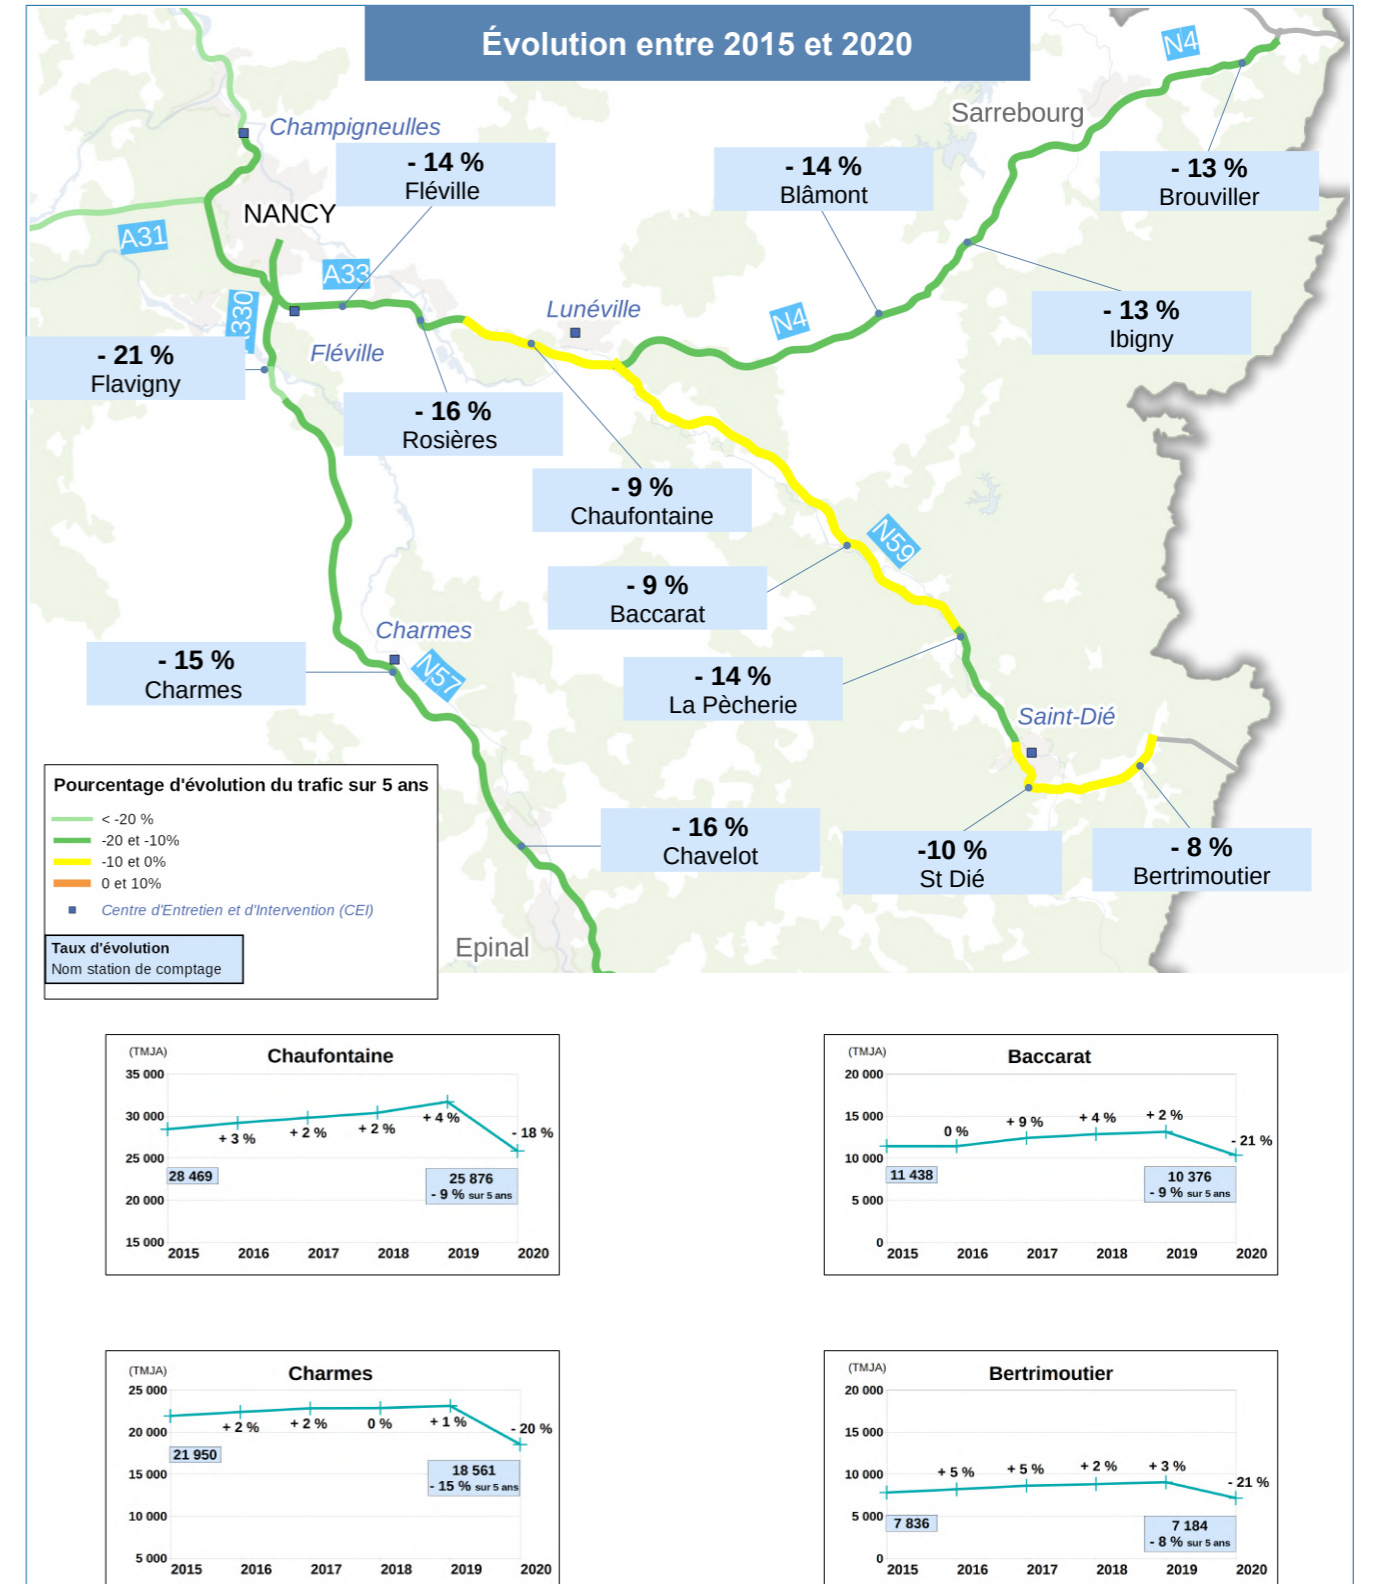 Évolution entre 2015 et 2020
N4
Sarrebourg
Champigneulles
- 14 %
Fléville
- 14 %
Blâmont
- 13 %
Brouviller
NANCY
A31
A33
A330
Lunéville
N4
- 13 %
Ibigny
- 21 %
Flavigny
Fléville
- 16 %
Rosières
- 9 %
Chaufontaine
N59
- 9 %
Baccarat
Charmes
- 15 %
Charmes
N57
- 14 %
La Pècherie
Saint-Dié
Pourcentage d'évolution du trafic sur 5 ans
< -20 %
-20 et -10%
-10 et 0%
0 et 10%
Centre d'Entretien et d'Intervention (CEI)
Taux d'évolution
Nom station de comptage
- 16 %
Chavelot
-10 %
St Dié
- 8 %
Bertrimoutier
Epinal
(TMJA)
Chaufontaine
35 000
30 000
25 000
20 000
15 000
+ 3 %
+ 2 %
+ 2 %
+ 4 %
- 18 %
28 469
25 876
- 9 % sur 5 ans
2015 2016 2017 2018 2019 2020
(TMJA)
Baccarat
20 000
15 000
10 000
5 000
0
0 %
+ 9 %
+ 4 %
+ 2 %
- 21 %
11 438
10 376
- 9 % sur 5 ans
2015 2016 2017 2018 2019 2020
(TMJA)
Charmes
25 000
20 000
15 000
10 000
5 000
+ 2 %
+ 2 %
0 %
+ 1 %
- 20 %
21 950
18 561
- 15 % sur 5 ans
2015 2016 2017 2018 2019 2020
(TMJA)
Bertrimoutier
20 000
15 000
10 000
5 000
0
+ 5 %
+ 5 %
+ 2 %
+ 3 %
- 21 %
7 836
7 184
- 8 % sur 5 ans
2015 2016 2017 2018 2019 2020